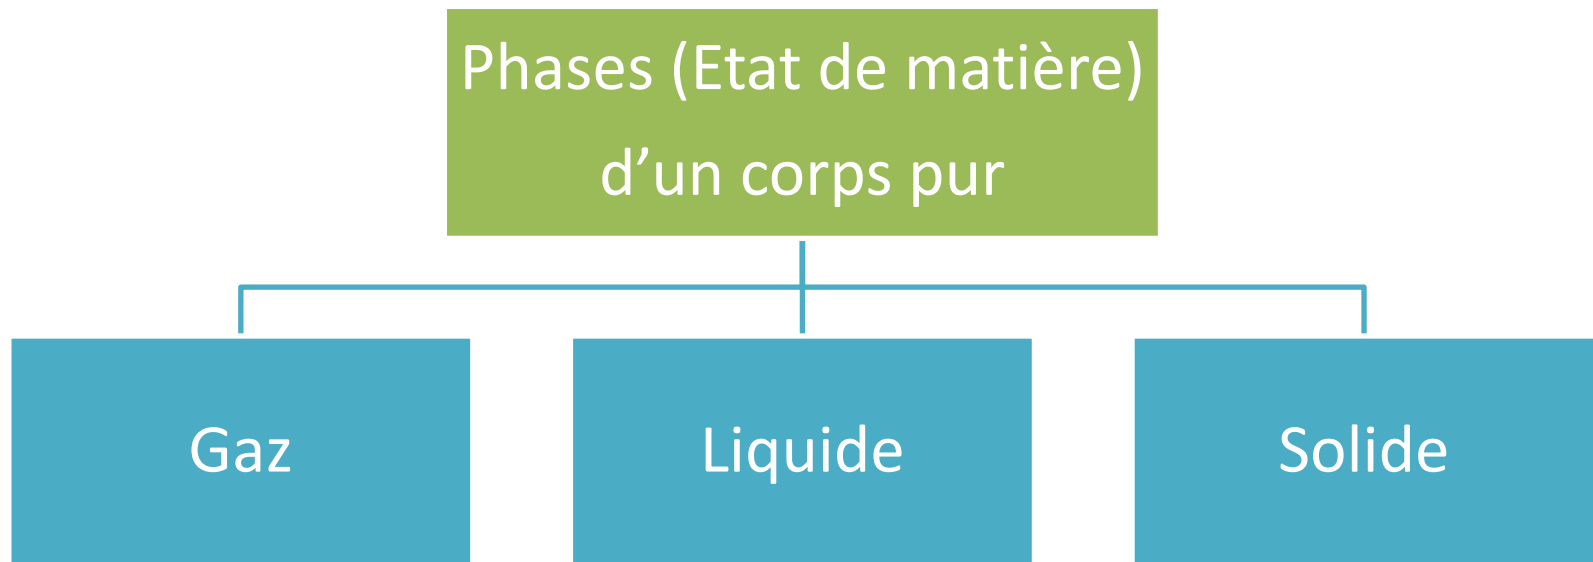 Phases (Etat de matière)
d’un corps pur
Gaz
Liquide
Solide